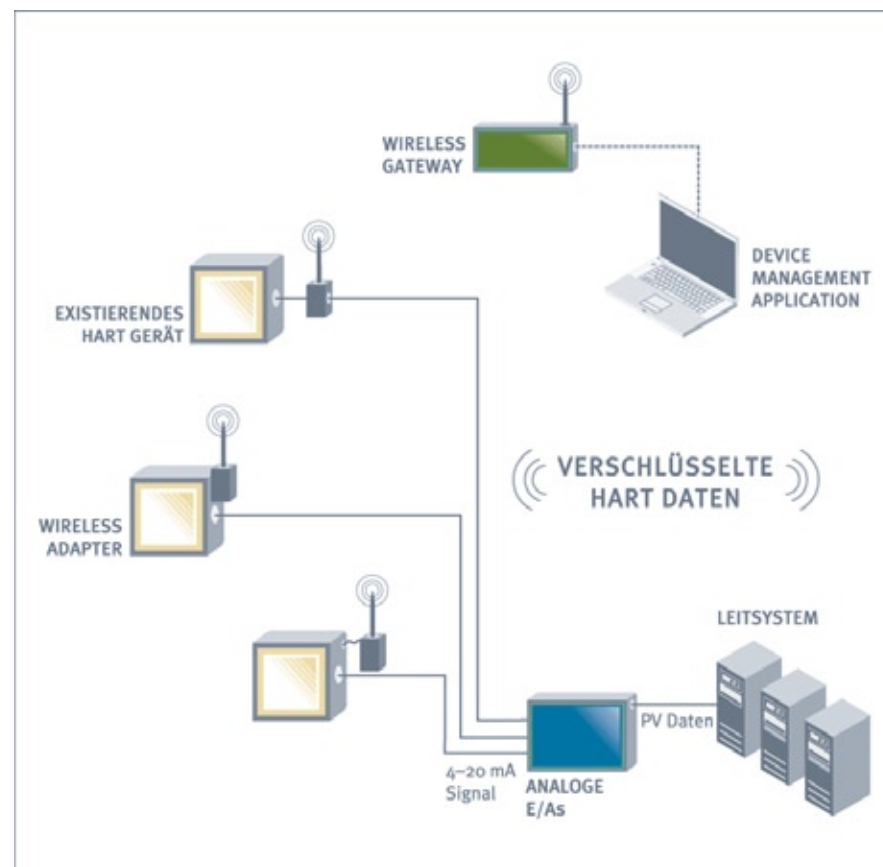 WIRELESS
GATEWAY
DEVICE
MANAGEMENT
APPLICATION
EXISTIERENDES
HART GERÄT
VERSCHLÜSSELTE
HART DATEN
WIRELESS
ADAPTER
LEITSYSTEM
PV Daten
4–20 mA
Signal
ANALOGE
E/As